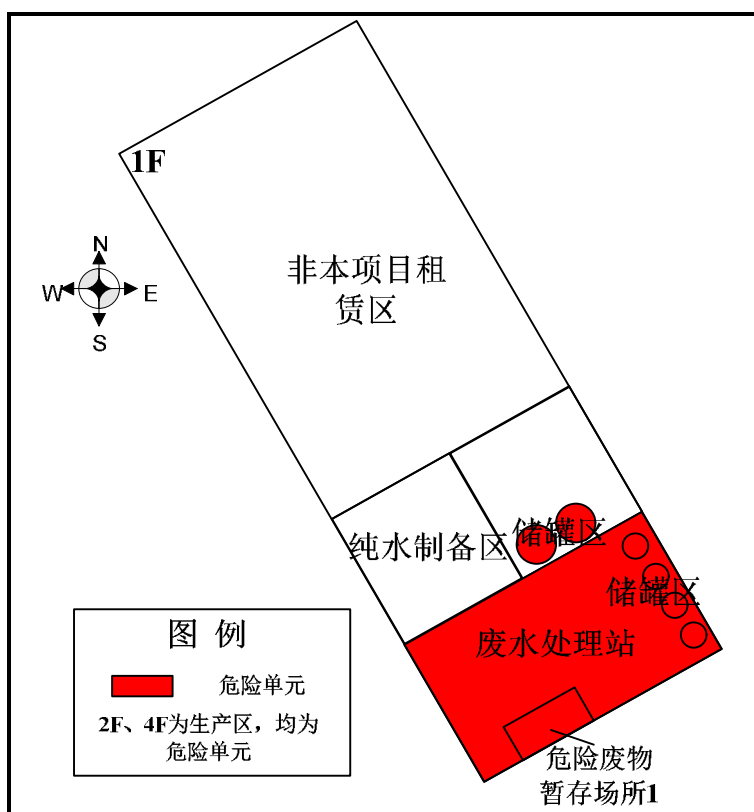 1F
非本项目租
赁区
N
W
E
S
储罐区
纯水制备区
储罐区
废水处理站
图 例
危险单元
2F、4F为生产区，均为
危险单元
危险废物
暂存场所1